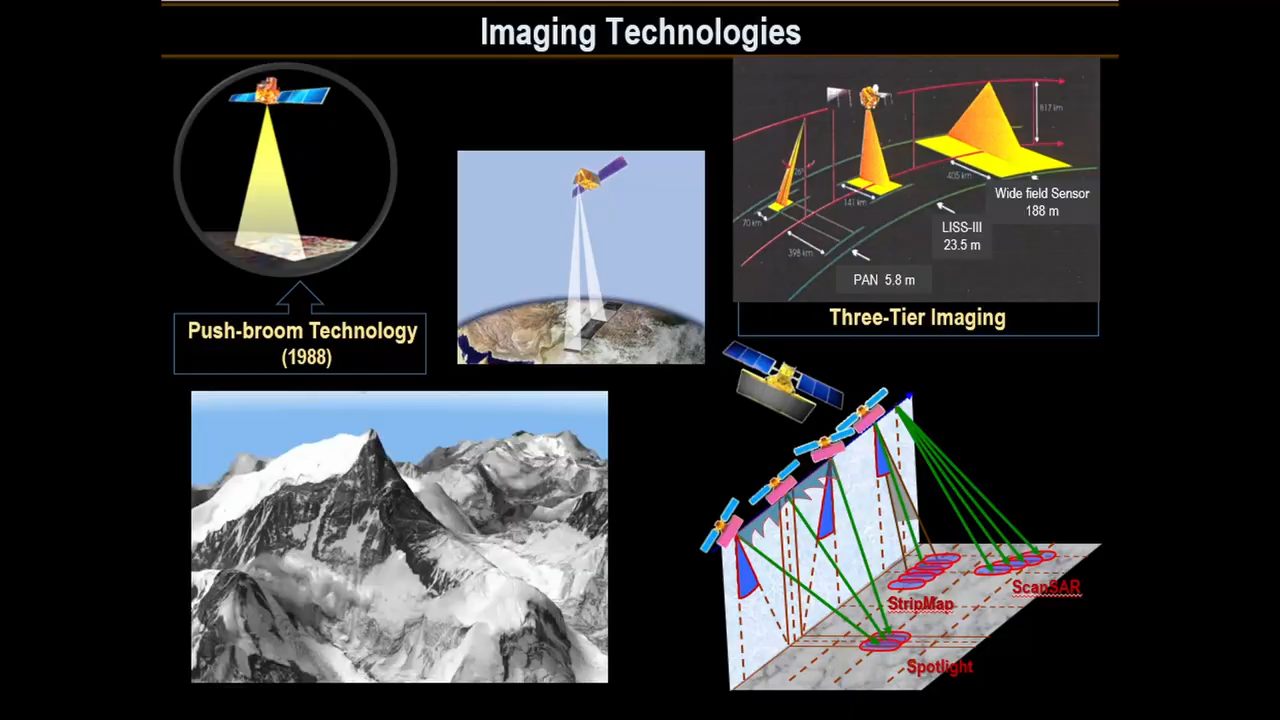 Imaging Technologies
Push-broom Technology
(1988)
817 km
26°
70 km
398 km
141 km
405 km
Wide field Sensor
188 m
LISS-III
23.5 m
PAN 5.8 m
Three-Tier Imaging
ScanSAR
StripMap
Spotlight